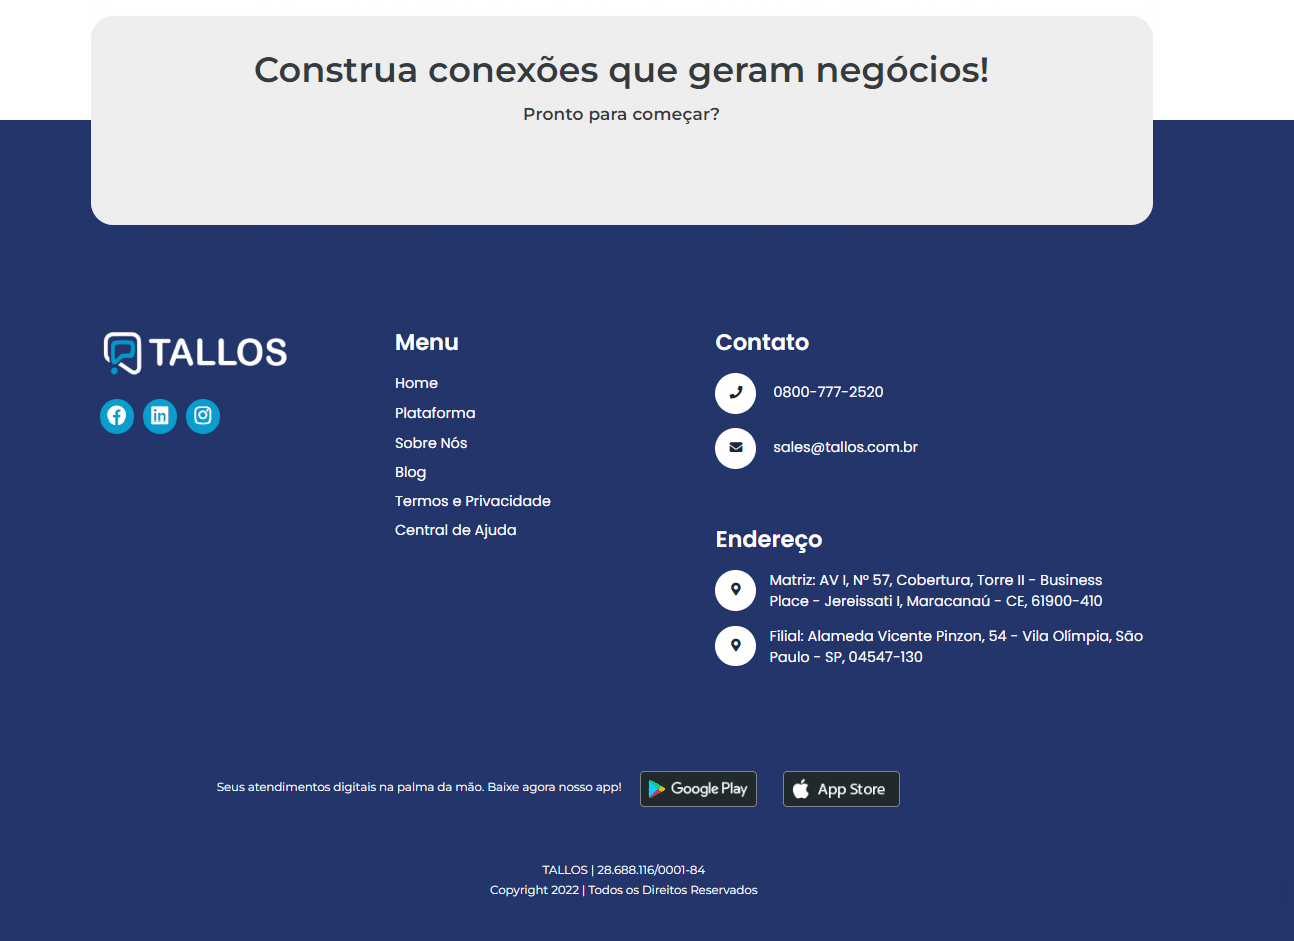 Construa conexões que geram negócios!
Pronto para começar?
TALLOS
Menu
Home
Plataforma
Sobre Nós
Blog
Termos e Privacidade
Central de Ajuda
Contato
0800-777-2520
sales@tallos.com.br
Endereço
Matriz: AV I, Nº 57, Cobertura, Torre II - Business
Place - Jereissati I, Maracanaú - CE, 61900-410
Filial: Alameda Vicente Pinzon, 54 - Vila Olímpia, São
Paulo - SP, 04547-130
Seus atendimentos digitais na palma da mão. Baixe agora nosso app!
Google Play
App Store
TALLOS | 28.688.116/0001-84
Copyright 2022 | Todos os Direitos Reservados